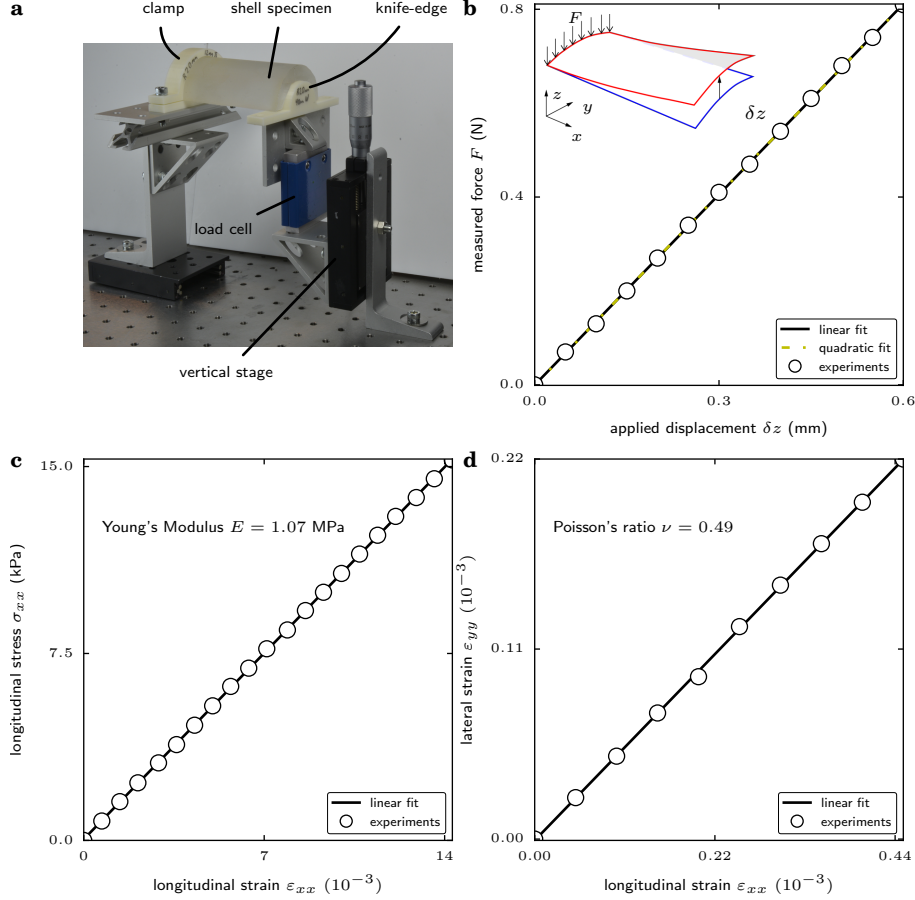 a
clamp
shell specimen
knife-edge
load cell
vertical stage
b
measured force F (N)
0.8
0.4
0.0
F
z
y
x
δz
linear fit
quadratic fit
experiments
0.0
0.3
0.6
applied displacement δz (mm)
c
longitudinal stress σxx (kPa)
15.0
7.5
0.0
Young's Modulus E = 1.07 MPa
linear fit
experiments
0
7
14
longitudinal strain εxx (10⁻³)
d
lateral strain εyy (10⁻³)
0.22
0.11
0.00
Poisson's ratio ν = 0.49
linear fit
experiments
0.00
0.22
0.44
longitudinal strain εxx (10⁻³)